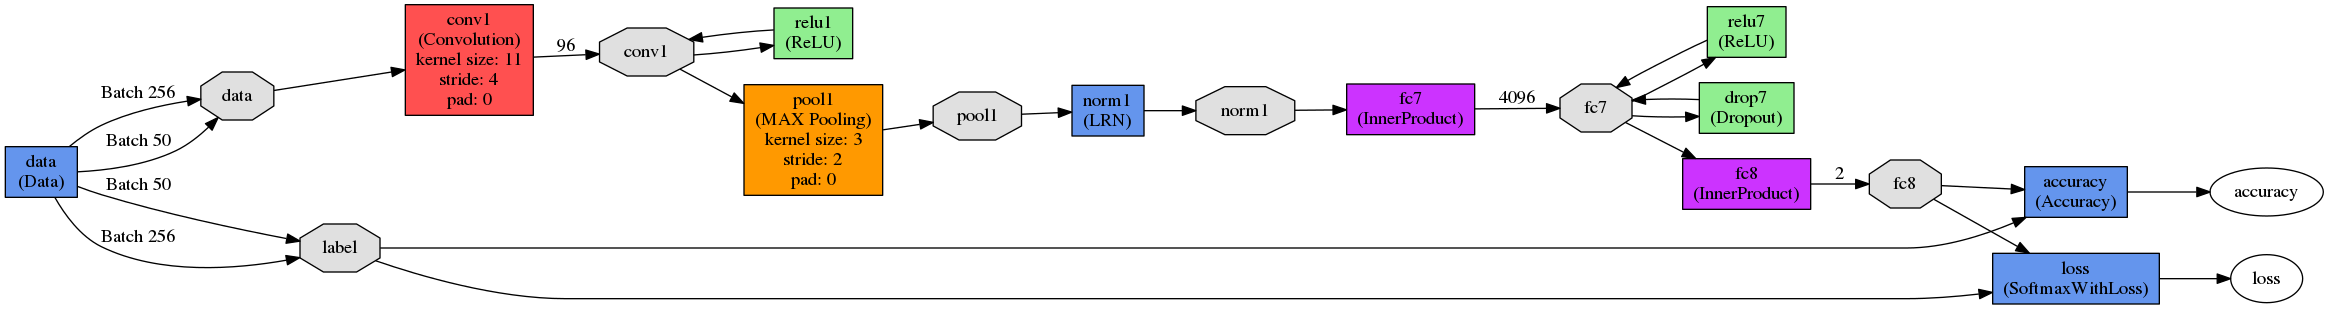 data
(Data)
Batch 256
Batch 50
Batch 50
Batch 256
data
label
conv1
(Convolution)
kernel size: 11
stride: 4
pad: 0
96
conv1
relu1
(ReLU)
pool1
(MAX Pooling)
kernel size: 3
stride: 2
pad: 0
pool1
norm1
(LRN)
norm1
fc7
(InnerProduct)
4096
fc7
relu7
(ReLU)
drop7
(Dropout)
fc8
(InnerProduct)
2
fc8
accuracy
(Accuracy)
accuracy
loss
(SoftmaxWithLoss)
loss